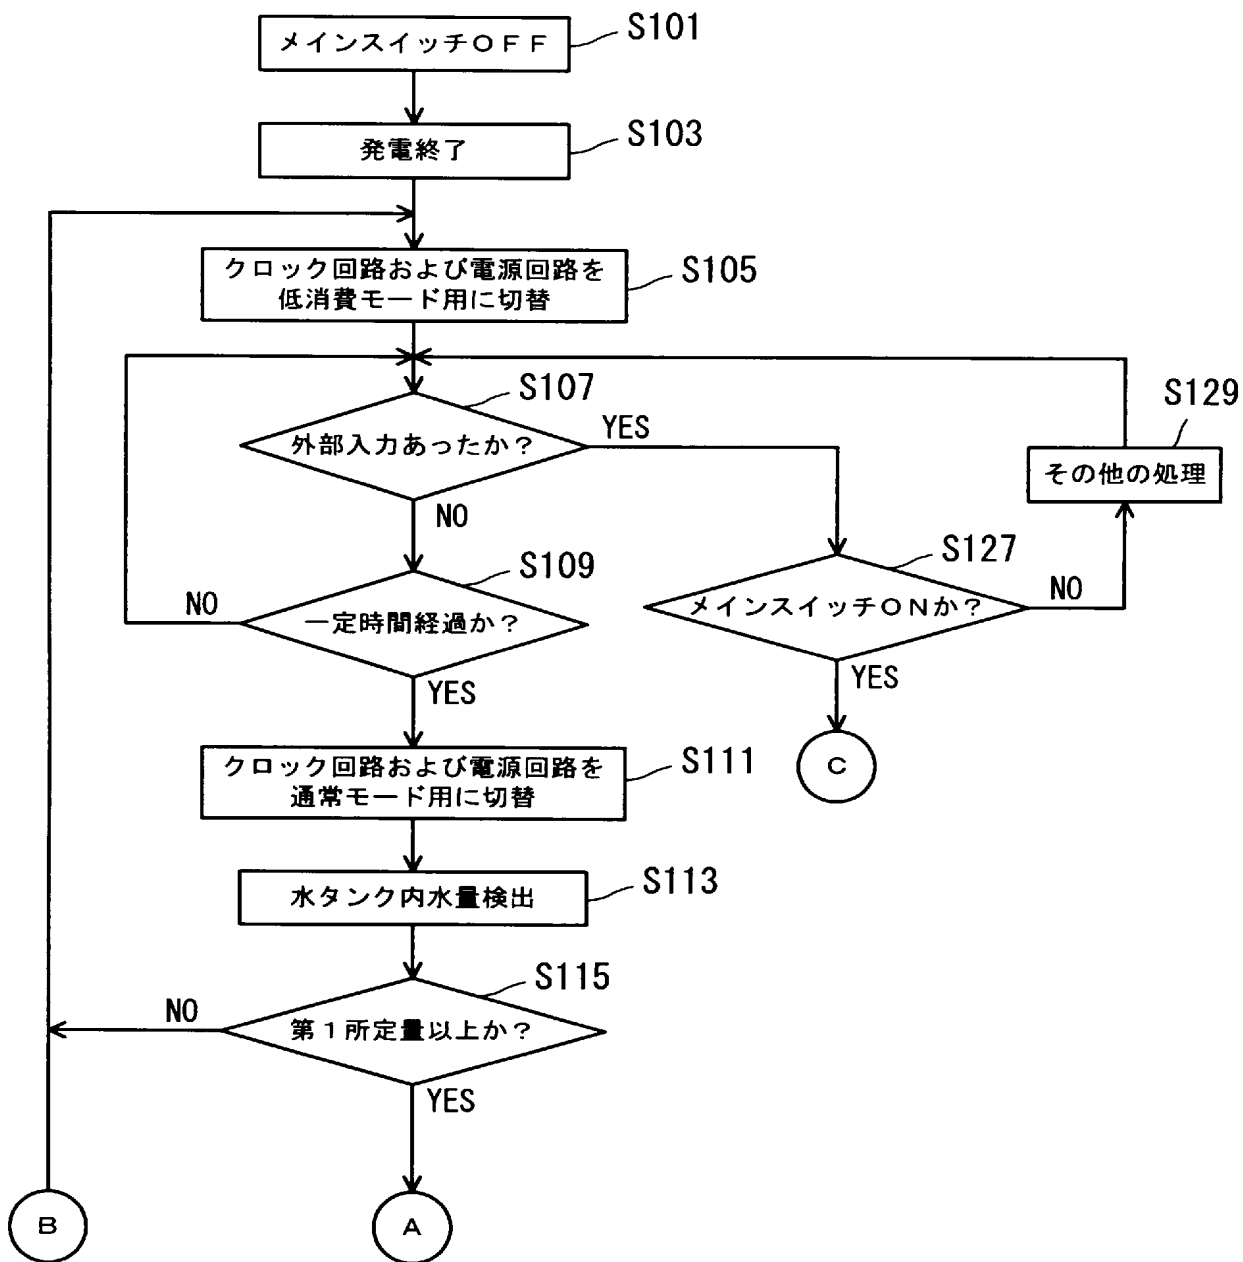 メインスイッチＯＦＦ
S101
発電終了
S103
クロック回路および電源回路を
低消費モード用に切替
S105
外部入力あったか？
S107
YES
NO
その他の処理
S129
一定時間経過か？
S109
NO
YES
メインスイッチＯＮか？
S127
NO
YES
C
クロック回路および電源回路を
通常モード用に切替
S111
水タンク内水量検出
S113
第１所定量以上か？
S115
NO
YES
B
A